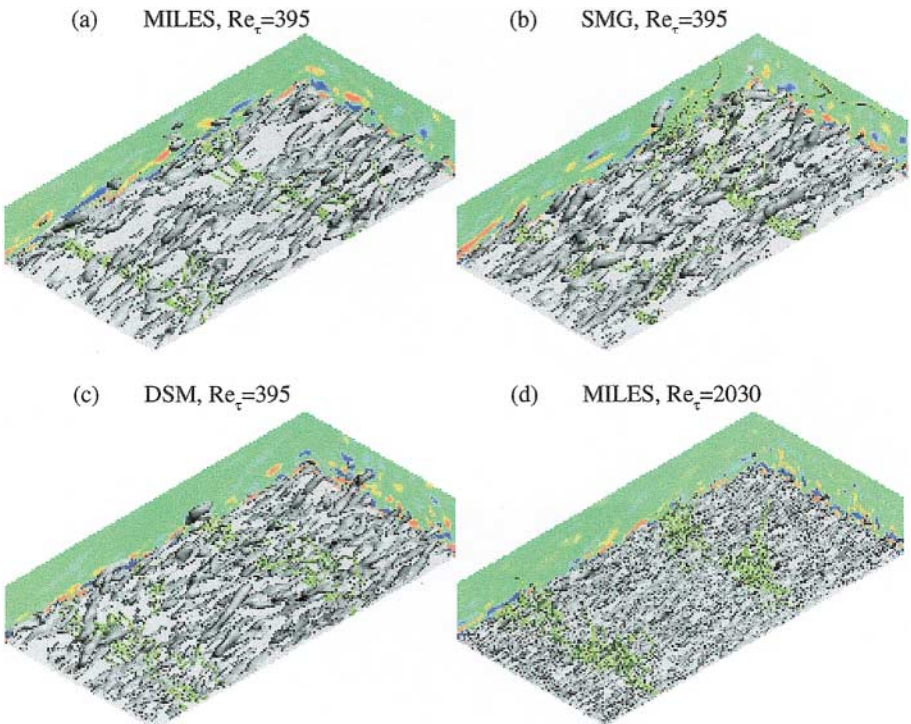 (a) MILES, Re_τ=395
(b) SMG, Re_τ=395
(c) DSM, Re_τ=395
(d) MILES, Re_τ=2030